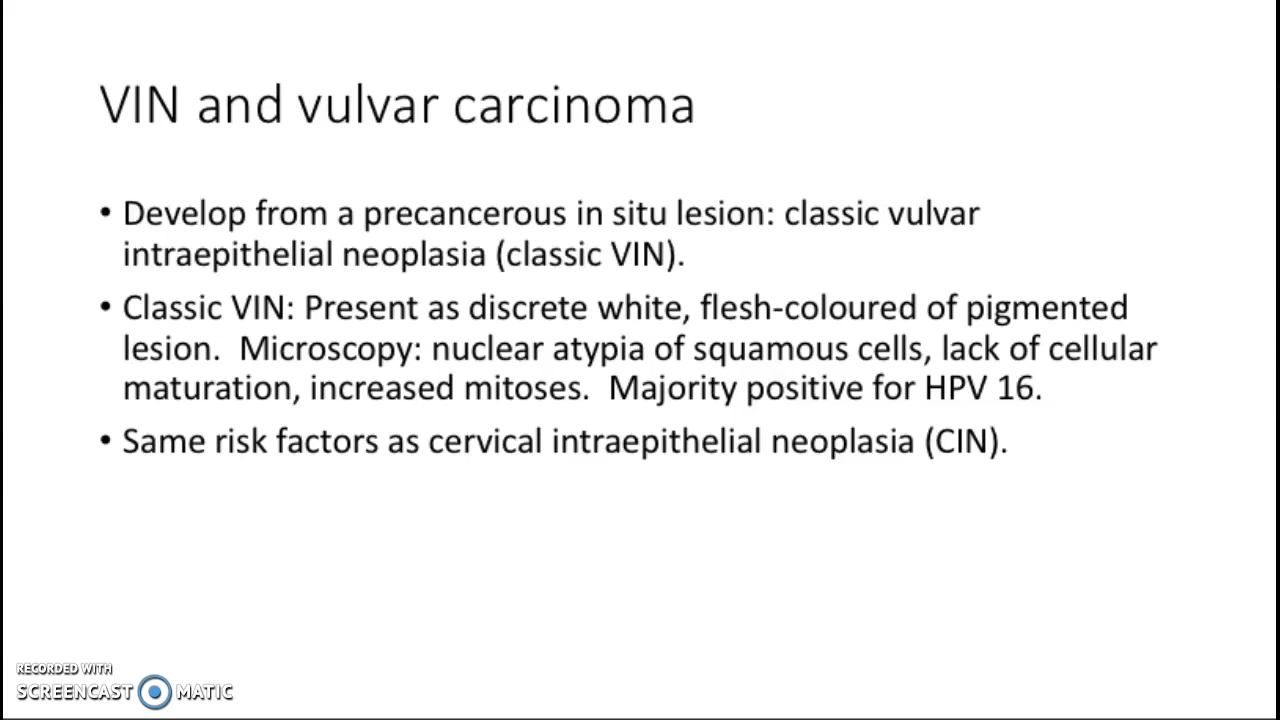 VIN and vulvar carcinoma
• Develop from a precancerous in situ lesion: classic vulvar
intraepithelial neoplasia (classic VIN).
• Classic VIN: Present as discrete white, flesh-coloured of pigmented
lesion.  Microscopy: nuclear atypia of squamous cells, lack of cellular
maturation, increased mitoses.  Majority positive for HPV 16.
• Same risk factors as cervical intraepithelial neoplasia (CIN).
RECORDED WITH
SCREENCAST MATIC